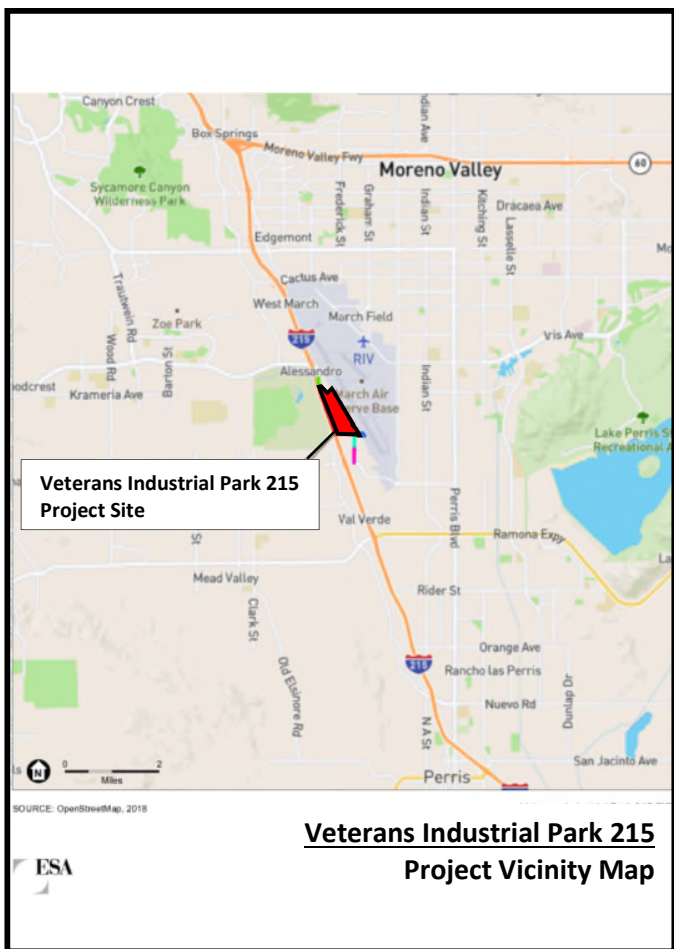 Canyon Crest
Indian Ave
Box Springs
Moreno Valley Fwy
60
Moreno Valley
Sycamore Canyon
Wilderness Park
Frederick St
Graham St
Indian St
Kitching St
Dracaea Ave
Lasselle St
Edgemont
Trautwein Rd
Cactus Ave
West March
March Field
Zoe Park
215
RIV
Iris Ave
Wood Rd
Barton St
Alessandro
Indian St
Krameria Ave
March Air
Base
Lake Perris
Recreational
Veterans Industrial Park 215
Project Site
Val Verde
Perris Blvd
Ramona Expy
St
Mead Valley
Rider St
Clark St
Old Elsinore Rd
Orange Ave
215
Rancho las Perris
Nuevo Rd
Dunlap Dr
N A St
San Jacinto Ave
Perris
N
0 2
Miles
SOURCE: OpenStreetMap, 2018
Veterans Industrial Park 215
Project Vicinity Map
ESA